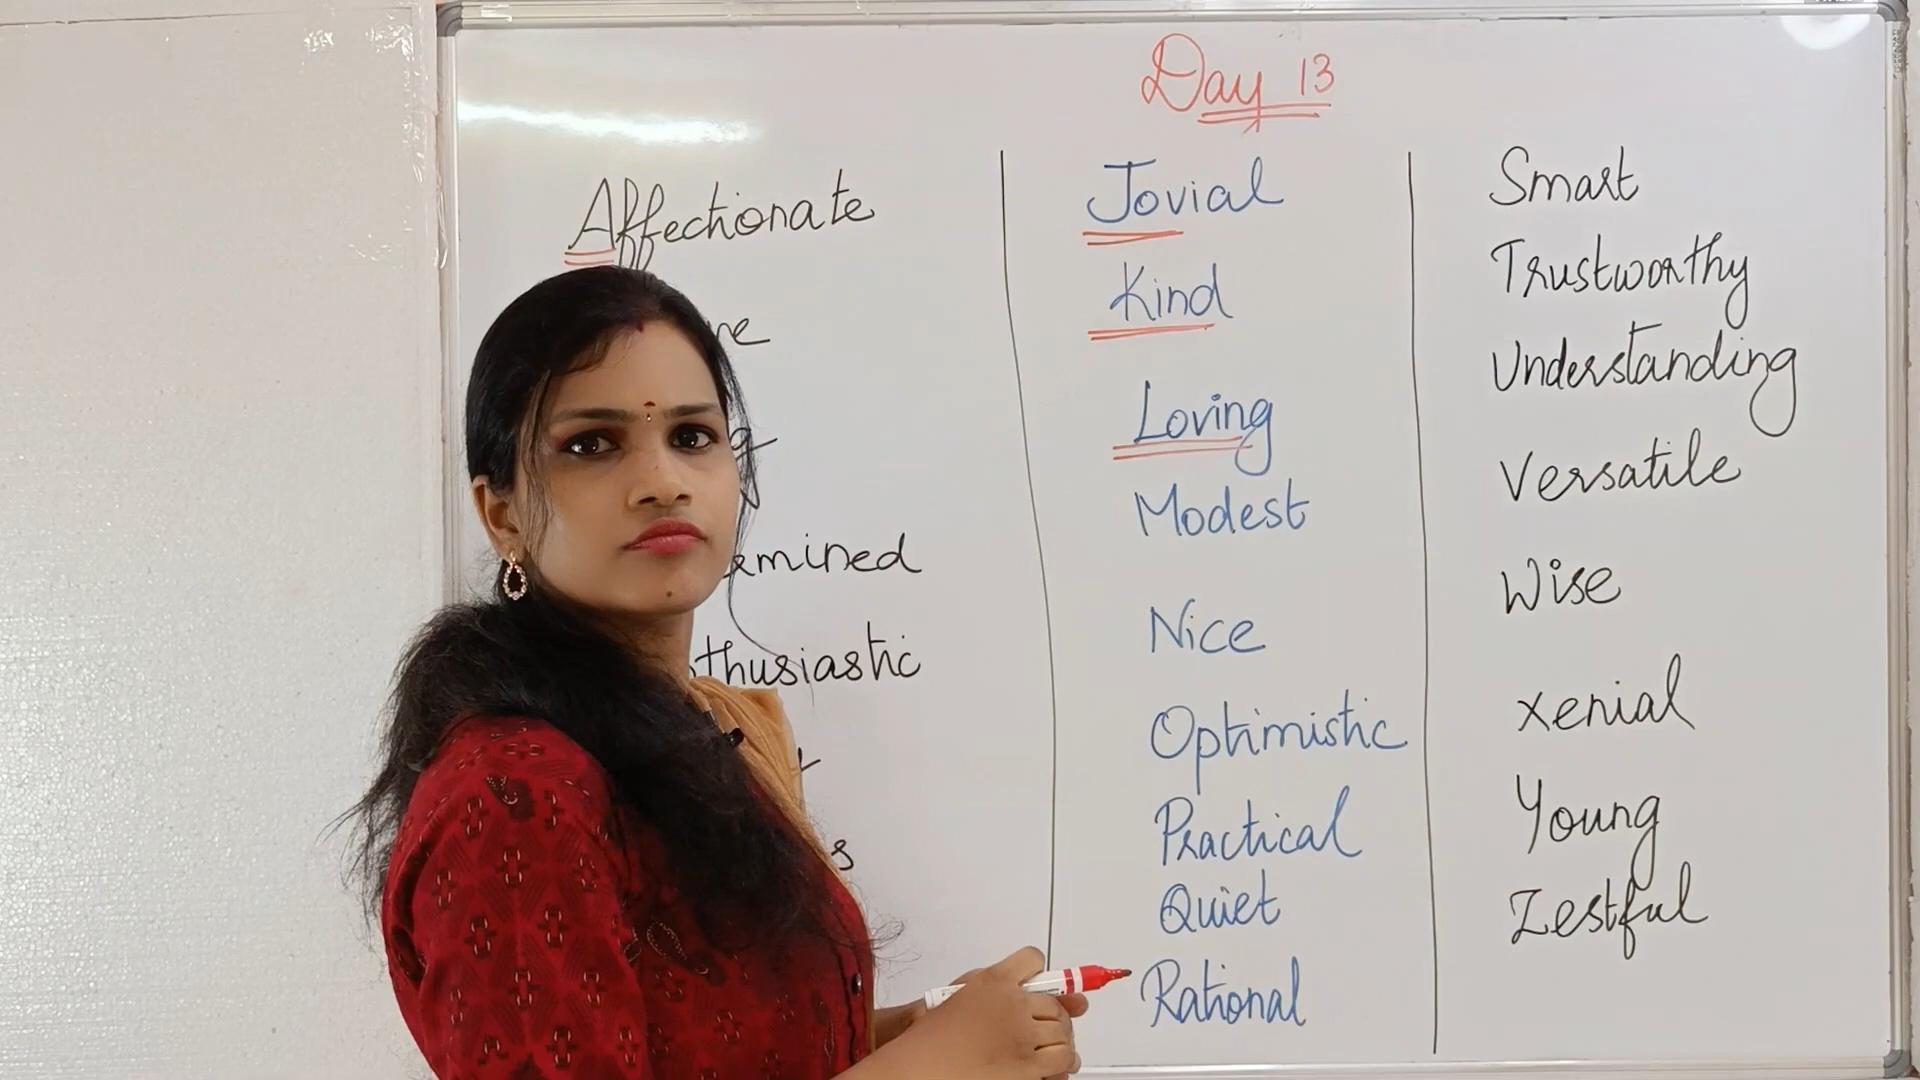 Day 13
Affectionate
Jovial
Kind
Loving
Modest
Nice
Optimistic
Practical
Quiet
Rational
Smart
Trustworthy
Understanding
Versatile
Wise
Xenial
Young
Zestful